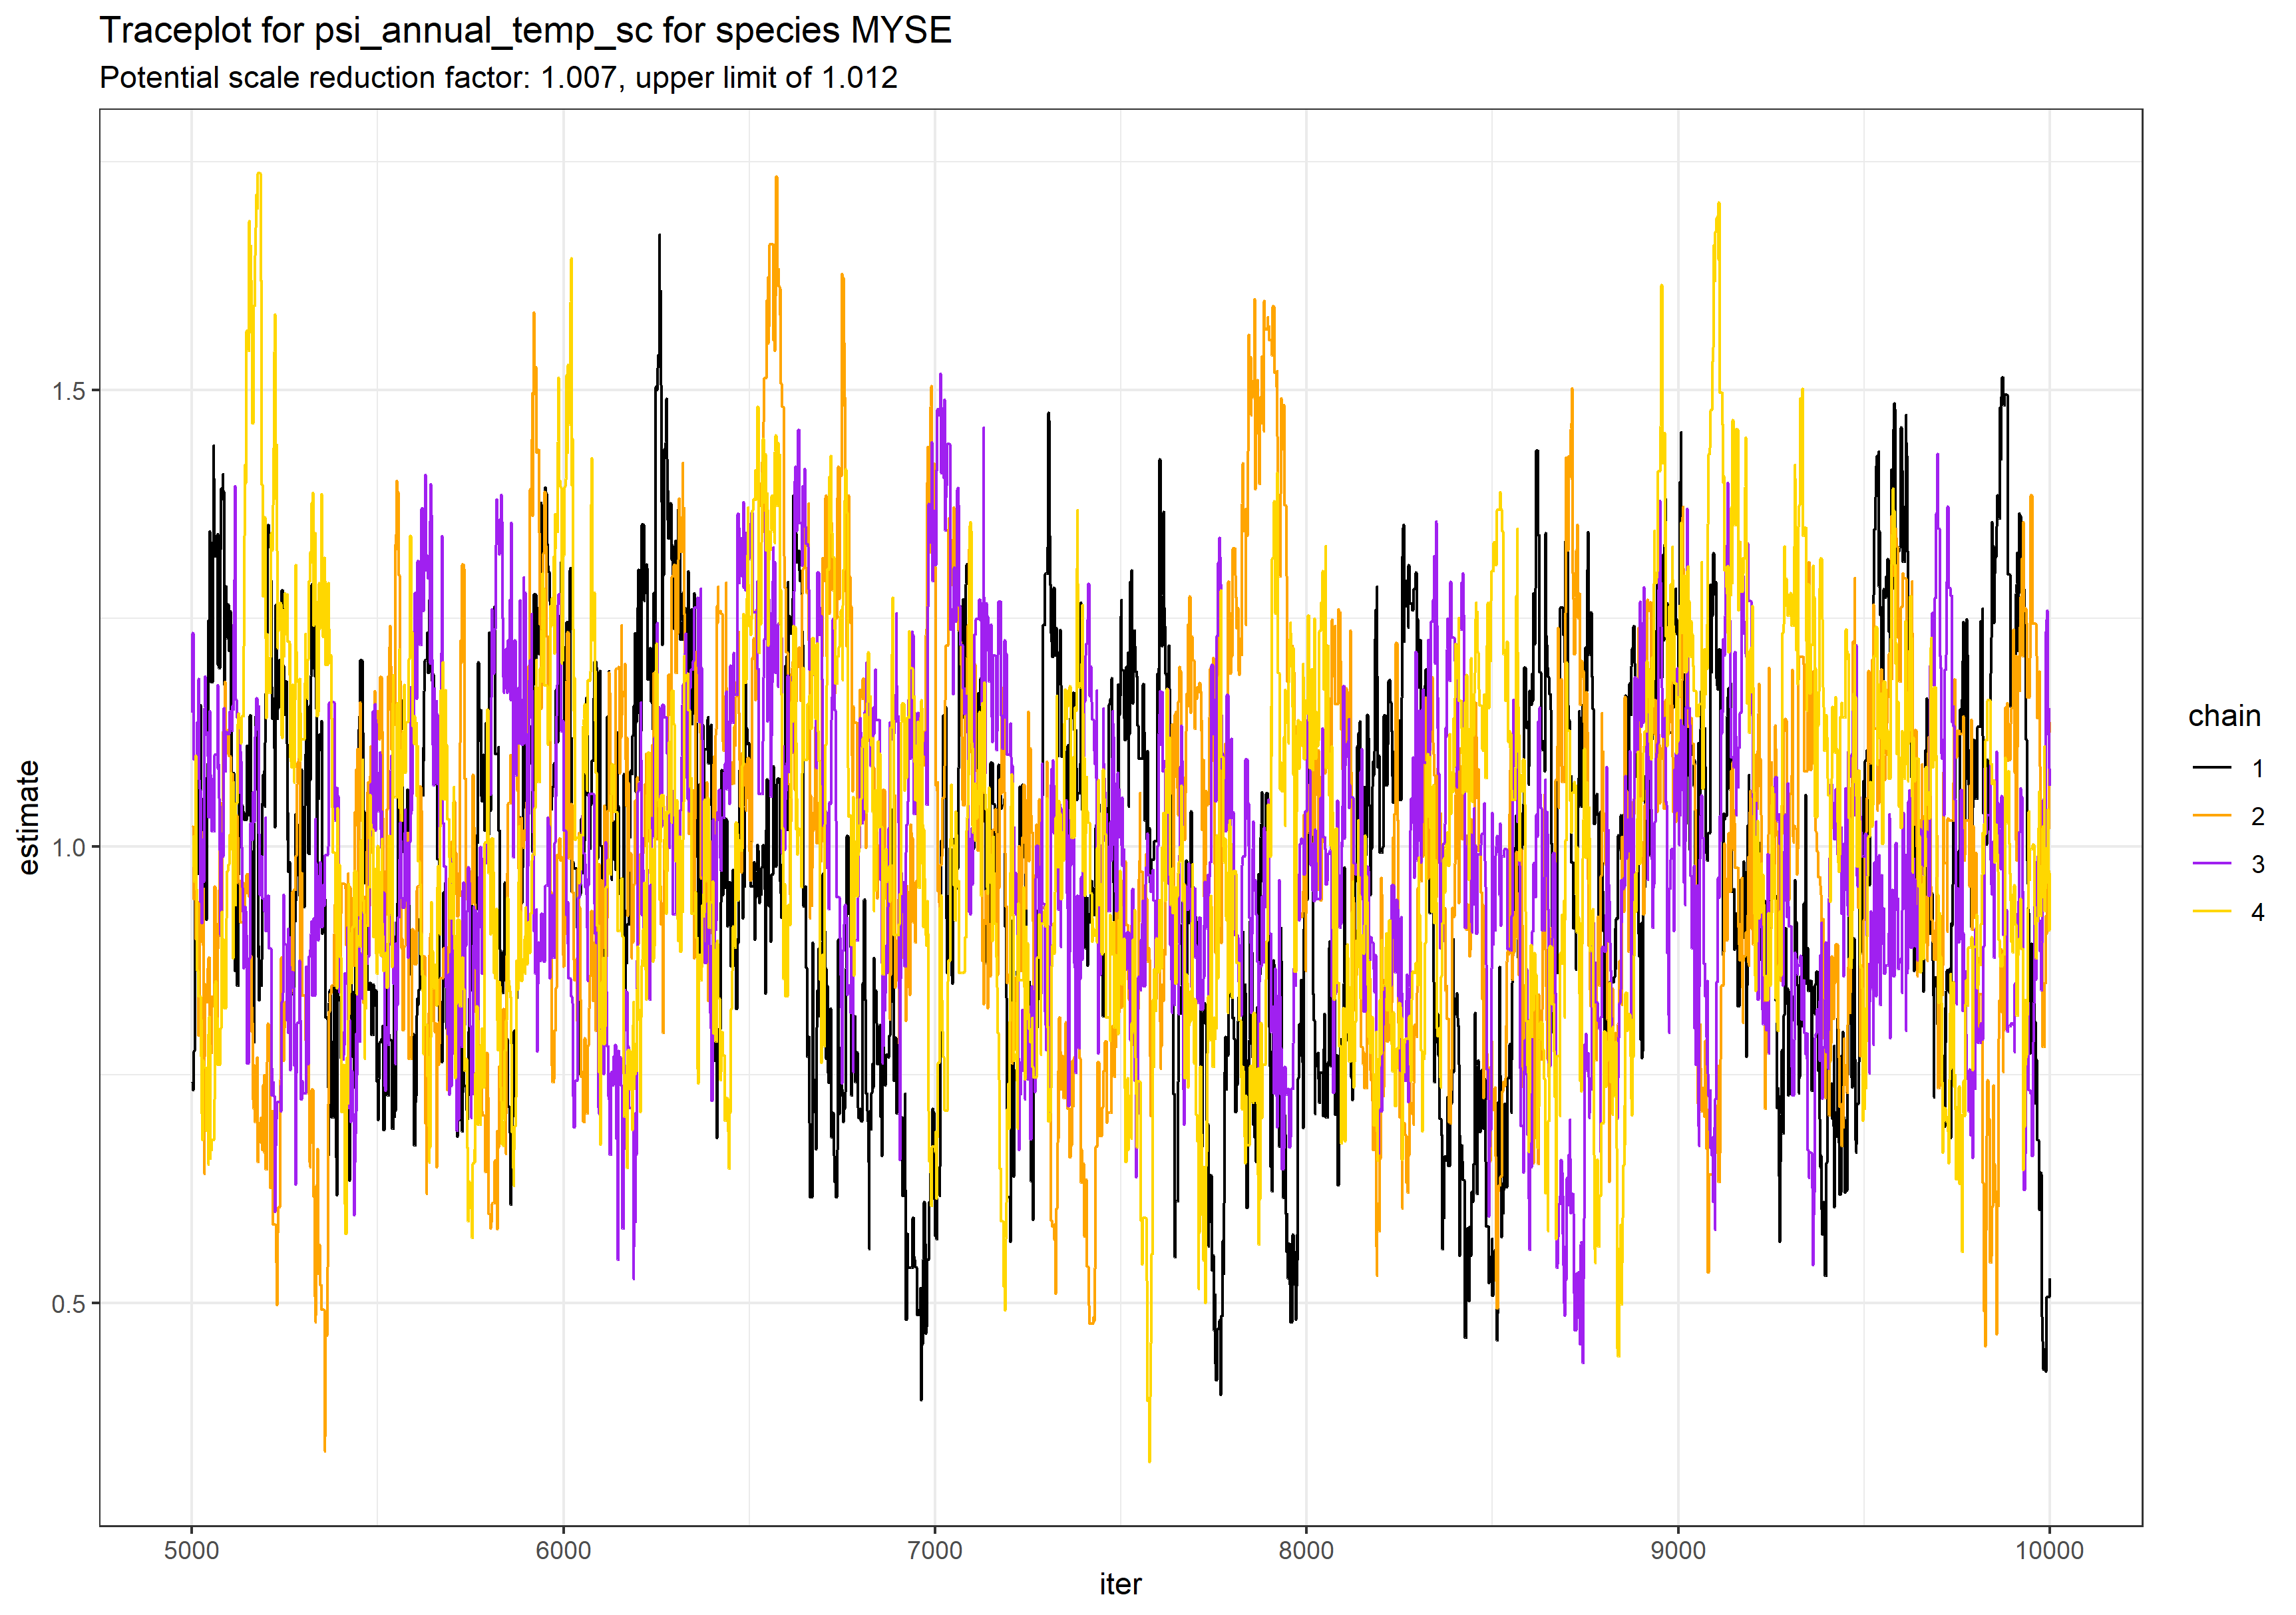 Traceplot for psi_annual_temp_sc for species MYSE
Potential scale reduction factor: 1.007, upper limit of 1.012
1.5
1.0
0.5
estimate
5000 6000 7000 8000 9000 10000
iter
chain
1
2
3
4